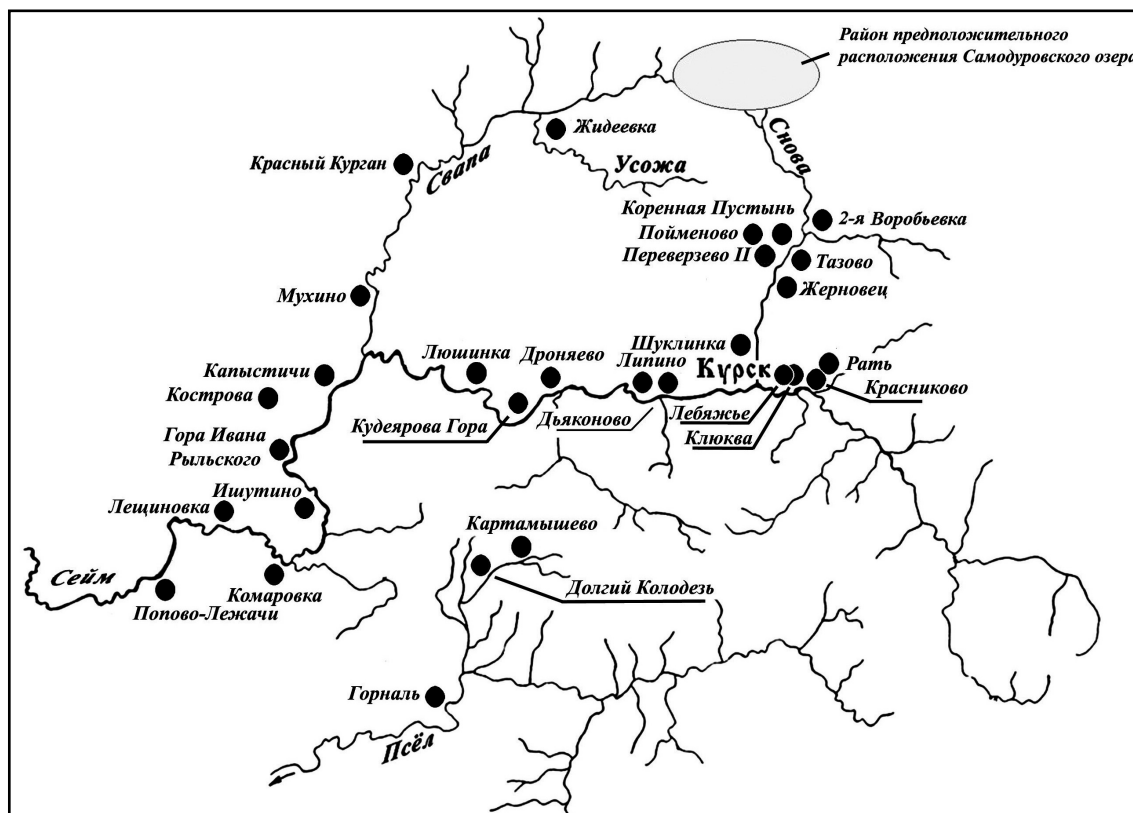 Район предположительного
расположения Самодуровского озера
Жидеевка
Снова
Красный Курган
Свапа
Усожа
Коренная Пустынь
2-я Воробьевка
Пойменово
Переверзево II
Тазово
Жерновец
Мухино
Шуклинка
Люшинка
Дроняево
Липино
Курск
Рать
Капыстичи
Красниково
Кострова
Кудеярова Гора
Дьяконово
Лебяжье
Клюква
Гора Ивана
Рыльского
Ишутино
Лещиновка
Картамышево
Сейм
Комаровка
Долгий Колодезь
Попово-Лежачи
Горналь
Псёл